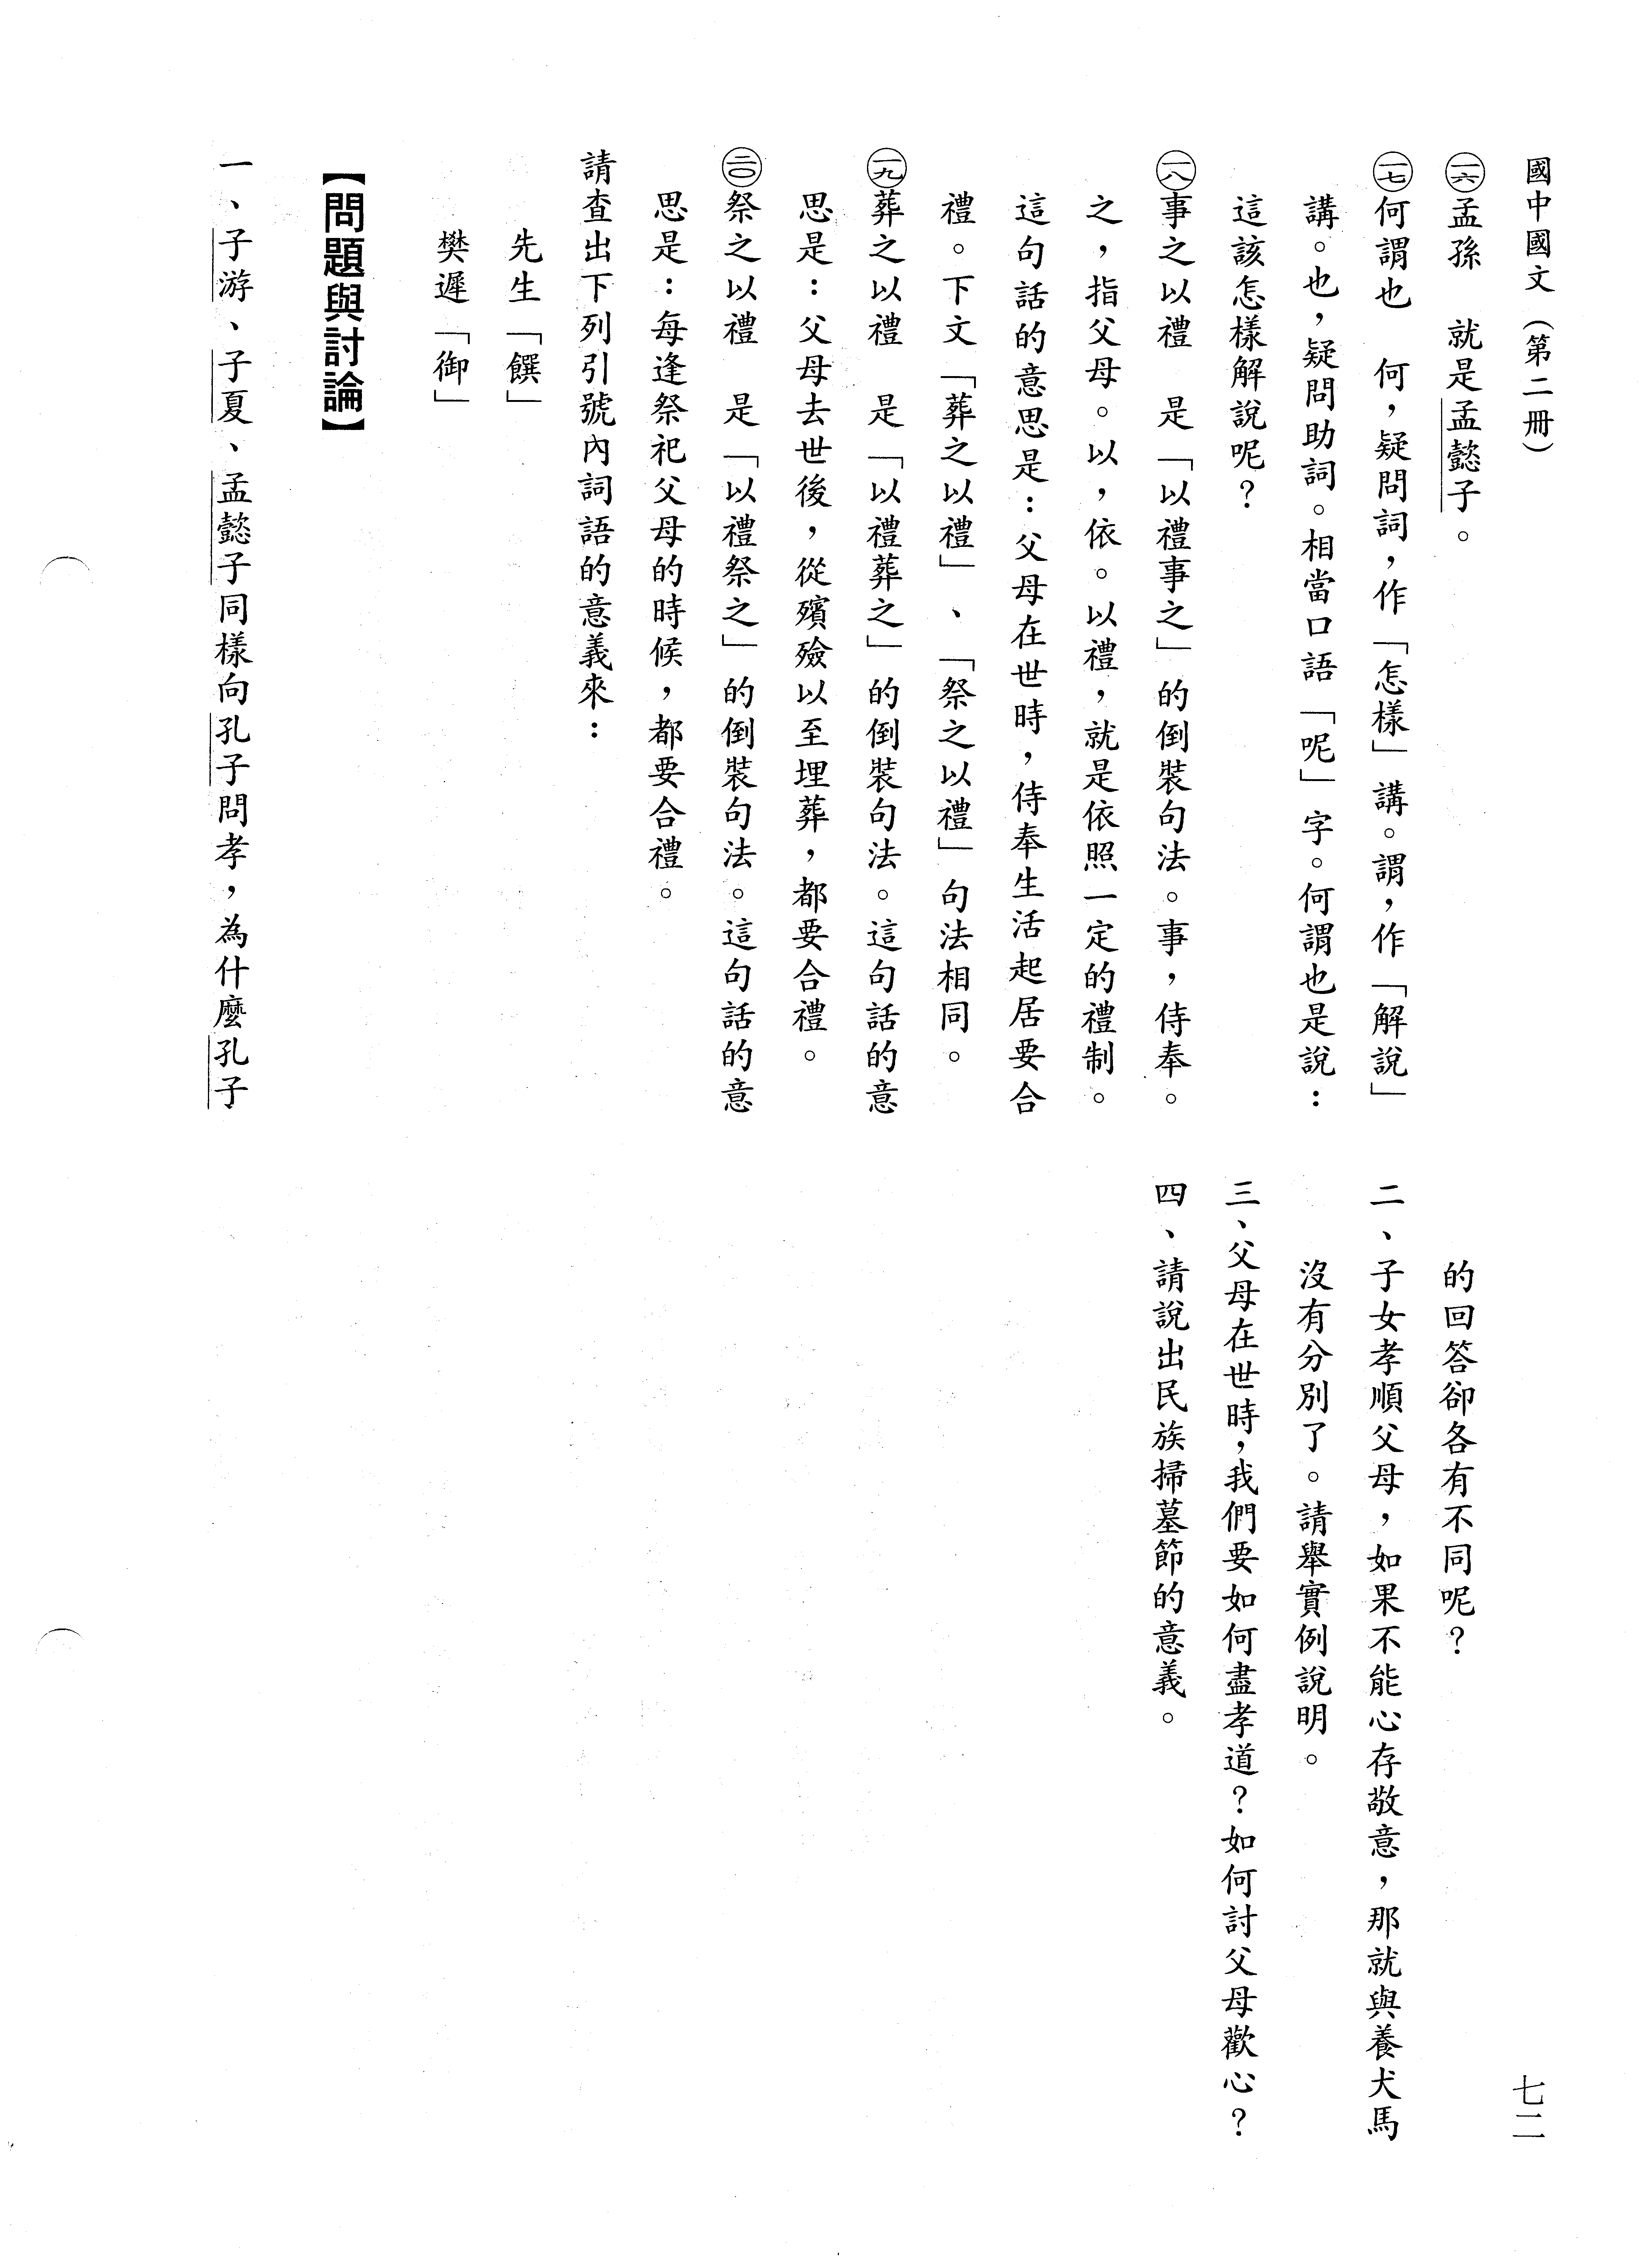 國中國文（第二冊）
㈯孟孫　就是孟懿子。
㈰何謂也　何，疑問詞，作「怎樣」講。謂，作「解說」
講。也，疑問助詞。相當口語「呢」字。何謂也是說：
這該怎樣解說呢？
㈱事之以禮　是「以禮事之」的倒裝句法。事，侍奉。
之，指父母。以，依。以禮，就是依照一定的禮制。
這句話的意思是：父母在世時，侍奉生活起居要合
禮。下文「葬之以禮」、「祭之以禮」句法相同。
㈲葬之以禮　是「以禮葬之」的倒裝句法。這句話的意
思是：父母去世後，從殯殮以至埋葬，都要合禮。
㈳祭之以禮　是「以禮祭之」的倒裝句法。這句話的意
思是：每逢祭祀父母的時候，都要合禮。
請查出下列引號內詞語的意義來：
先生「饌」
樊遲「御」
【問題與討論】
一、子游、子夏、孟懿子同樣向孔子問孝，為什麼孔子
的回答卻各有不同呢？
二、子女孝順父母，如果不能心存敬意，那就與養犬馬
沒有分別了。請舉實例說明。
三、父母在世時，我們要如何盡孝道？如何討父母歡心？
四、請說出民族掃墓節的意義。
七二